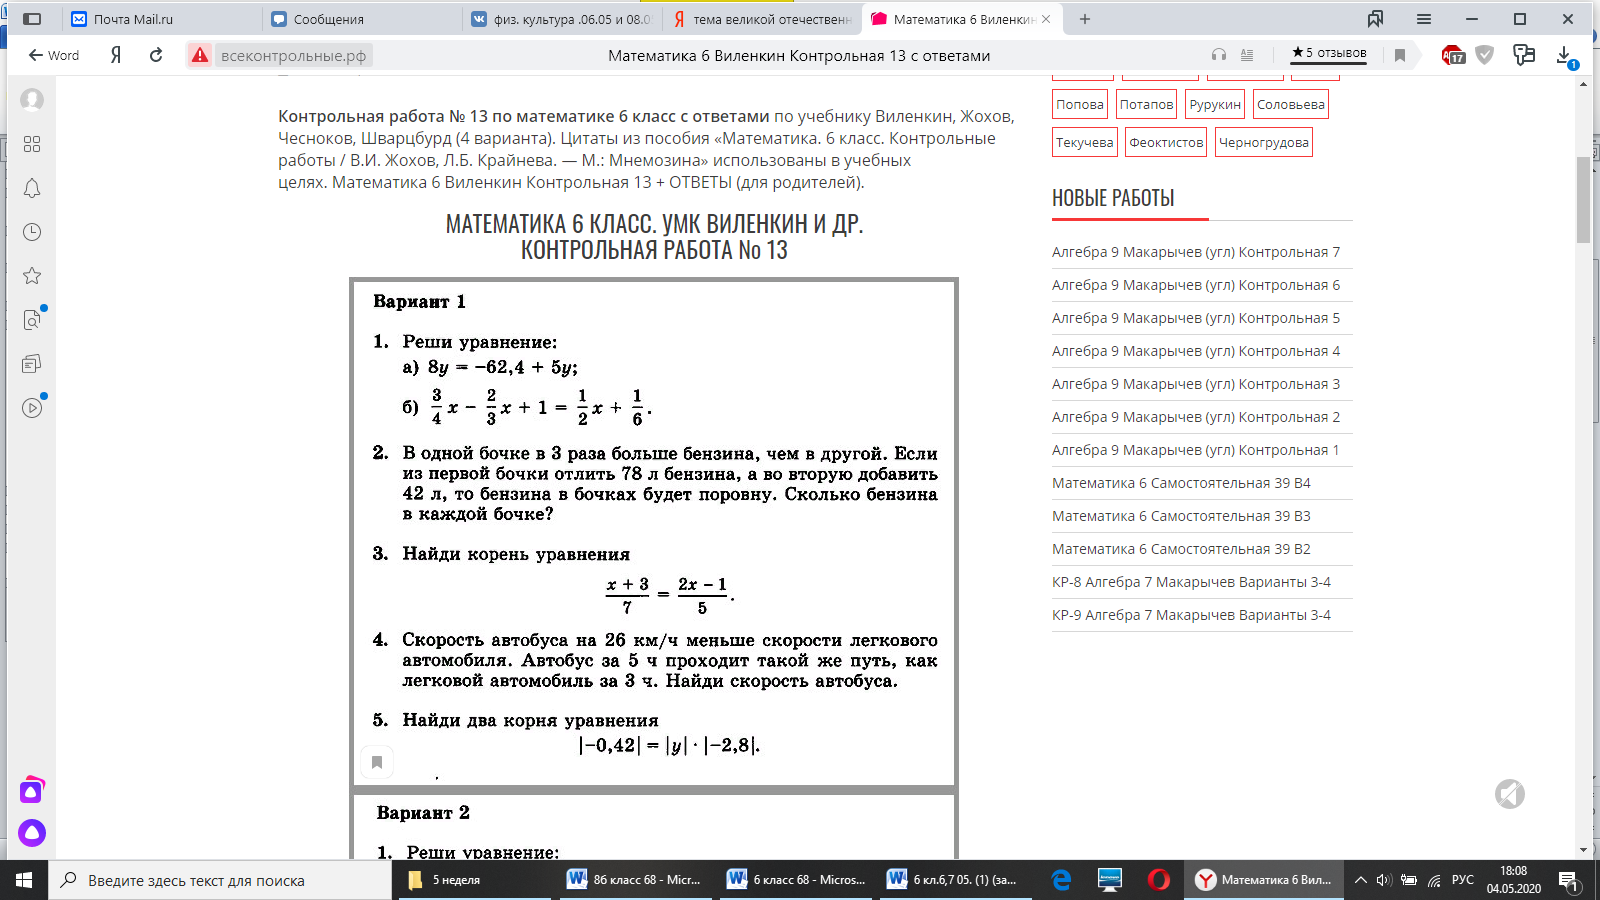 Почта Mail.ru
Сообщения
физ. культура .06.05 и 08.0
тема великой отечественн
Математика 6 Виленкин
Word
всеконтрольные.рф
Математика 6 Виленкин Контрольная 13 с ответами
★5 отзывов
17
1
Контрольная работа № 13 по математике 6 класс с ответами по учебнику Виленкин, Жохов,
Чесноков, Шварцбурд (4 варианта). Цитаты из пособия «Математика. 6 класс. Контрольные
работы / В.И. Жохов, Л.Б. Крайнева. — М.: Мнемозина» использованы в учебных
целях. Математика 6 Виленкин Контрольная 13 + ОТВЕТЫ (для родителей).
МАТЕМАТИКА 6 КЛАСС. УМК ВИЛЕНКИН И ДР.
КОНТРОЛЬНАЯ РАБОТА № 13
Вариант 1
1. Реши уравнение:
а) 8y = −62,4 + 5y;
б) 3/4 x − 2/3 x + 1 = 1/2 x + 1/6.
2. В одной бочке в 3 раза больше бензина, чем в другой. Если
из первой бочки отлить 78 л бензина, а во вторую добавить
42 л, то бензина в бочках будет поровну. Сколько бензина
в каждой бочке?
3. Найди корень уравнения
(x + 3)/7 = (2x − 1)/5.
4. Скорость автобуса на 26 км/ч меньше скорости легкового
автомобиля. Автобус за 5 ч проходит такой же путь, как
легковой автомобиль за 3 ч. Найди скорость автобуса.
5. Найди два корня уравнения
|−0,42| = |y| · |−2,8|.
Вариант 2
1. Реши уравнение:
Попова Потапов Рурукин Соловьева
Текучева Феоктистов Черногрудова
НОВЫЕ РАБОТЫ
Алгебра 9 Макарычев (угл) Контрольная 7
Алгебра 9 Макарычев (угл) Контрольная 6
Алгебра 9 Макарычев (угл) Контрольная 5
Алгебра 9 Макарычев (угл) Контрольная 4
Алгебра 9 Макарычев (угл) Контрольная 3
Алгебра 9 Макарычев (угл) Контрольная 2
Алгебра 9 Макарычев (угл) Контрольная 1
Математика 6 Самостоятельная 39 В4
Математика 6 Самостоятельная 39 В3
Математика 6 Самостоятельная 39 В2
КР-8 Алгебра 7 Макарычев Варианты 3-4
КР-9 Алгебра 7 Макарычев Варианты 3-4
Введите здесь текст для поиска
5 неделя
8б класс 68 - Micr...
6 класс 68 - Micros...
6 кл.6,7 05. (1) (за...
Математика 6 Вил...
РУС
18:08
04.05.2020
1